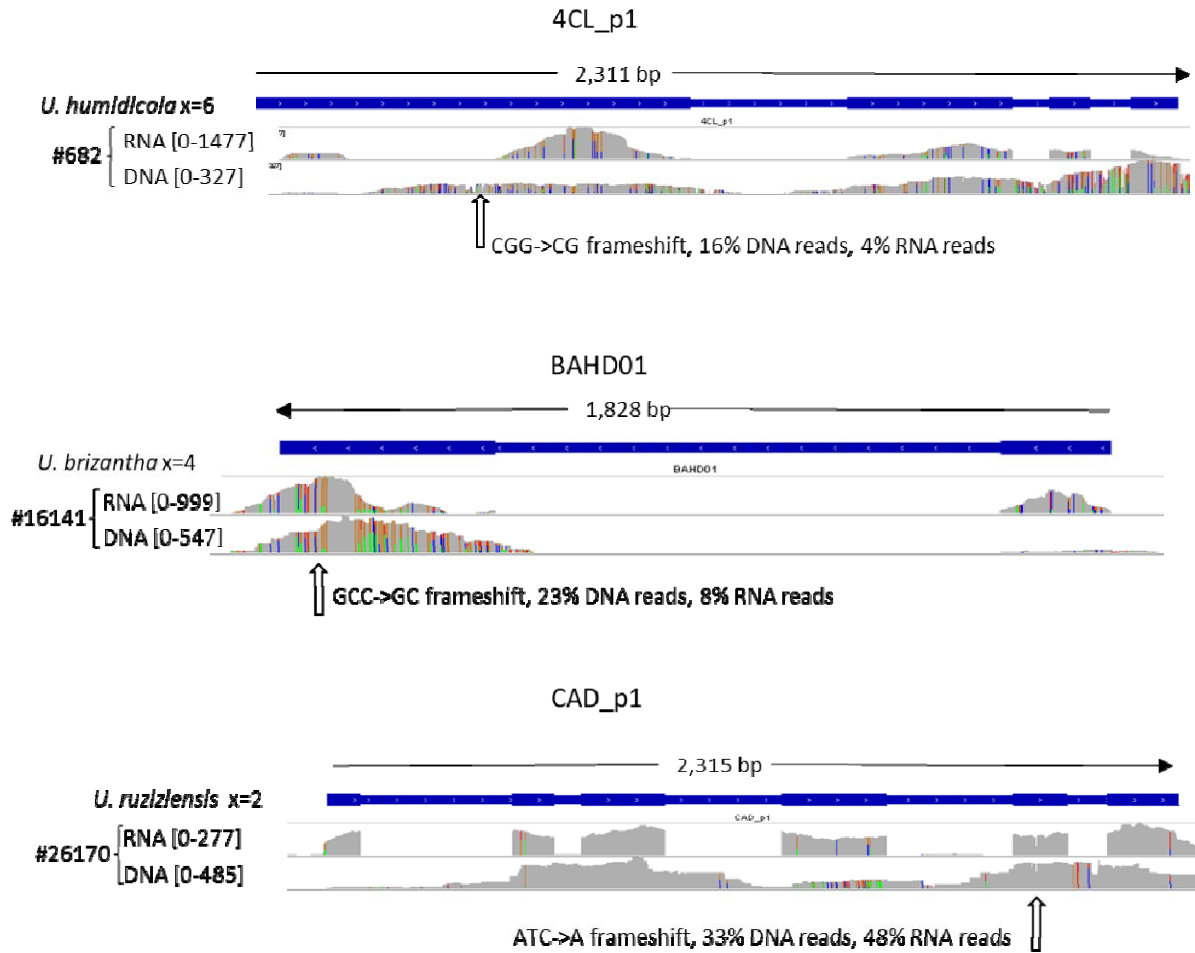 4CL_p1
2,311 bp
U. humidicola x=6
4CL_p1
#682
RNA [0-1477]
DNA [0-327]
CGG->CG frameshift, 16% DNA reads, 4% RNA reads
BAHD01
1,828 bp
U. brizantha x=4
BAHD01
#16141
RNA [0-999]
DNA [0-547]
GCC->GC frameshift, 23% DNA reads, 8% RNA reads
CAD_p1
2,315 bp
U. ruziziensis x=2
CAD_p1
#26170
RNA [0-277]
DNA [0-485]
ATC->A frameshift, 33% DNA reads, 48% RNA reads